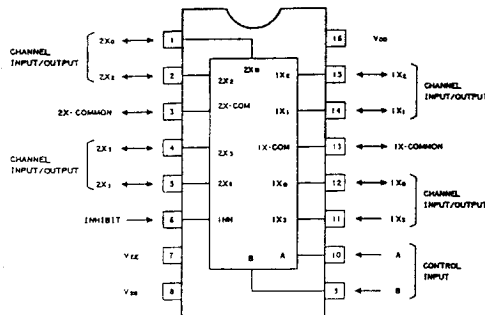 2X0 1 16 VDD
CHANNEL
INPUT/OUTPUT
2X0
2X2 2 2X2 1X2 15 1X2
CHANNEL
INPUT/OUTPUT
2X-COMMON 3 2X-COM 1X1 14 1X1
2X3 4 2X3 1X-COM 13 1X-COMMON
CHANNEL
INPUT/OUTPUT
2X1 5 2X1 1X0 12 1X0
CHANNEL
INPUT/OUTPUT
INHIBIT 6 INH 1X3 11 1X3
VEE 7 B A 10 A
CONTROL
INPUT
VSS 8 9 B